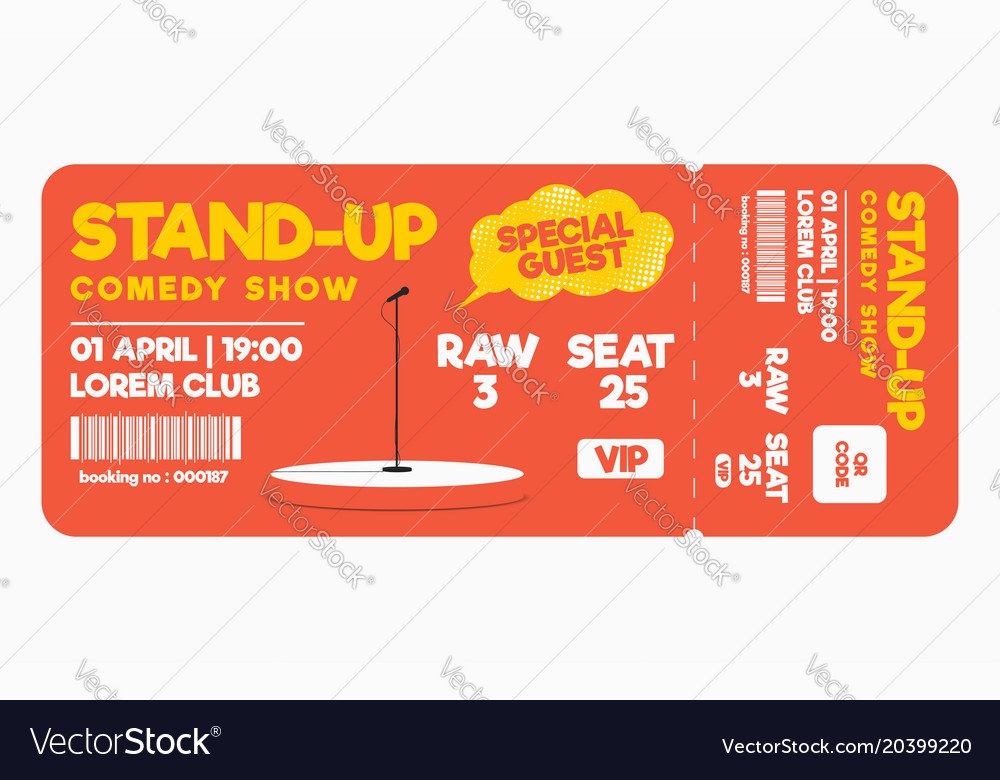 STAND-UP
COMEDY SHOW
01 APRIL | 19:00
LOREM CLUB
booking no : 000187
SPECIAL
GUEST
RAW
3
SEAT
25
VIP
STAND-UP
COMEDY SHOW
01 APRIL | 19:00
LOREM CLUB
booking no : 000187
RAW
3
SEAT
25
VIP
QR
CODE
VectorStock®
VectorStock®
VectorStock.com/20399220